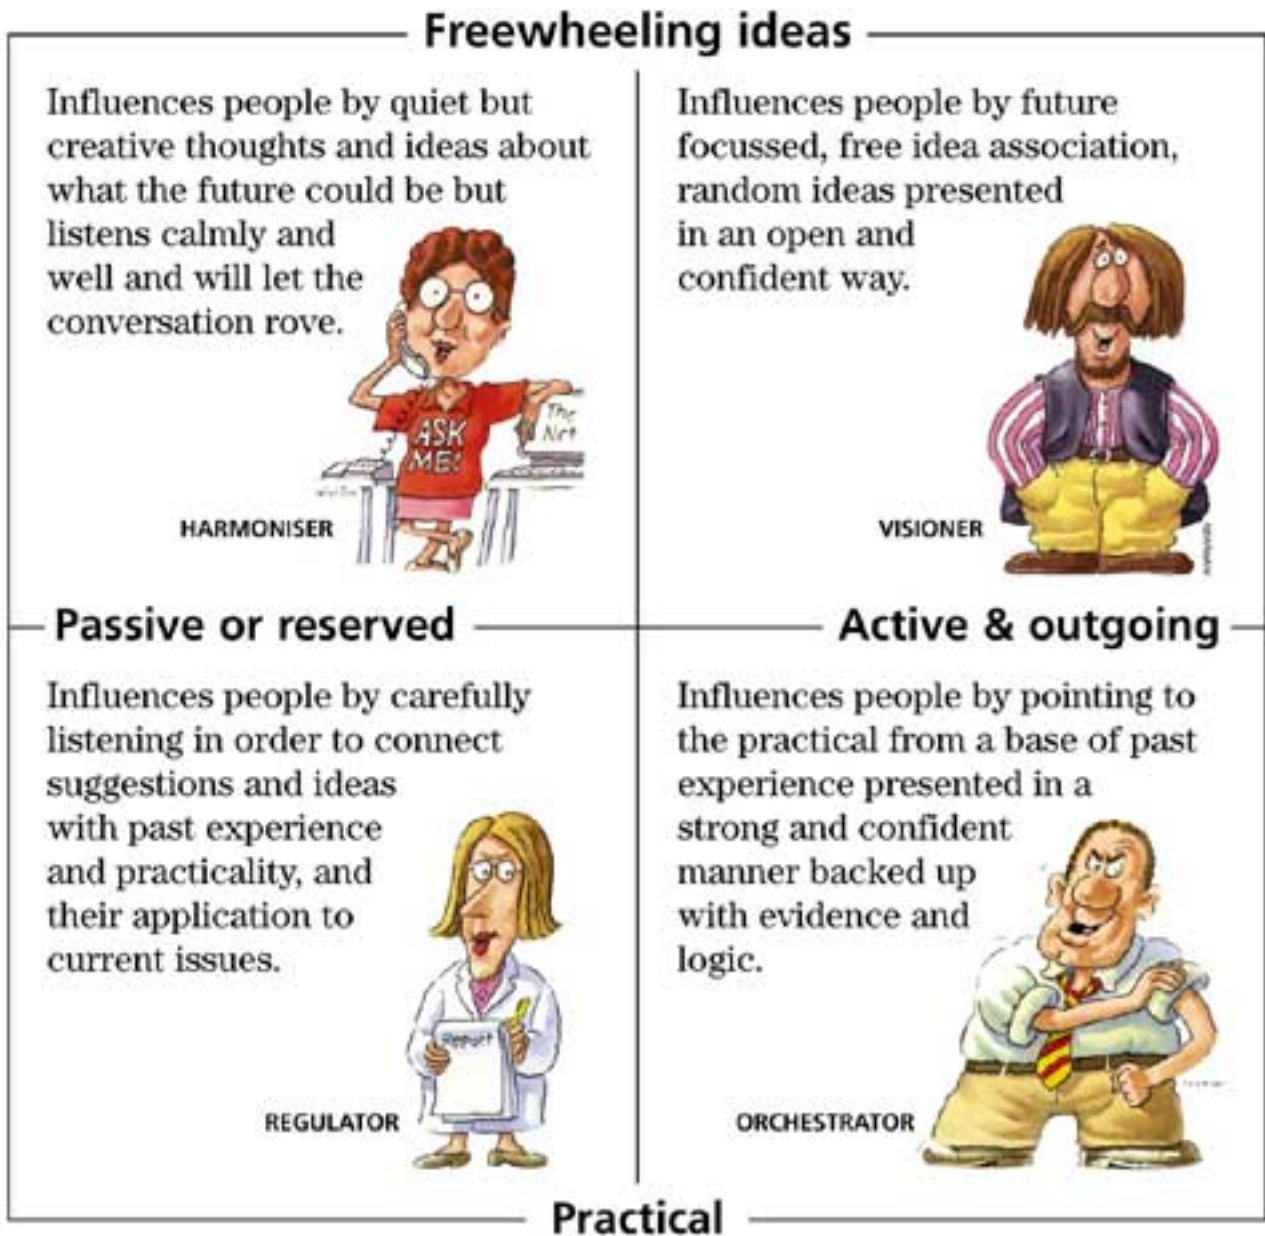 Freewheeling ideas
Influences people by quiet but
creative thoughts and ideas about
what the future could be but
listens calmly and
well and will let the
conversation rove.
ASK
ME!
The
Net
HARMONISER
Influences people by future
focussed, free idea association,
random ideas presented
in an open and
confident way.
VISIONER
Passive or reserved
Active & outgoing
Influences people by carefully
listening in order to connect
suggestions and ideas
with past experience
and practicality, and
their application to
current issues.
Report
REGULATOR
Influences people by pointing to
the practical from a base of past
experience presented in a
strong and confident
manner backed up
with evidence and
logic.
ORCHESTRATOR
Practical